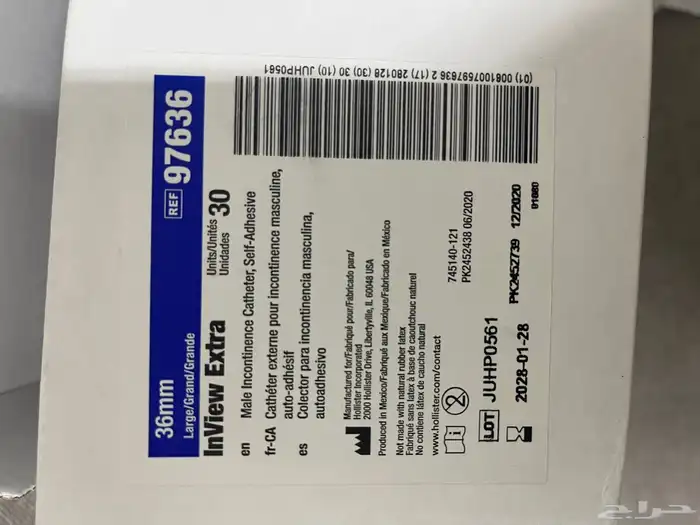 36mm
Large/Grand/Grande
REF 97636
InView Extra
Units/Unités
Unidades
30
en Male Incontinence Catheter, Self-Adhesive
fr-CA Cathéter externe pour incontinence masculine,
auto-adhésif
es Colector para incontinencia masculina,
autoadhesivo
(01) 00610075976362 (17) 280128 (30) 30 (10) JUHP0561
Manufactured for/Fabriqué pour/Fabricado para/
Hollister Incorporated
2000 Hollister Drive, Libertyville, IL 60048 USA
Produced in Mexico/Fabriqué aux Mexique/Fabricado en México
Not made with natural rubber latex
Fabriqué sans latex à base de caoutchouc naturel
No contiene látex de caucho natural
www.hollister.com/contact
745140-121
PK2452438 06/2020
LOT JUHP0561
2028-01-28
PK2452739 12/2020
01680
حراج